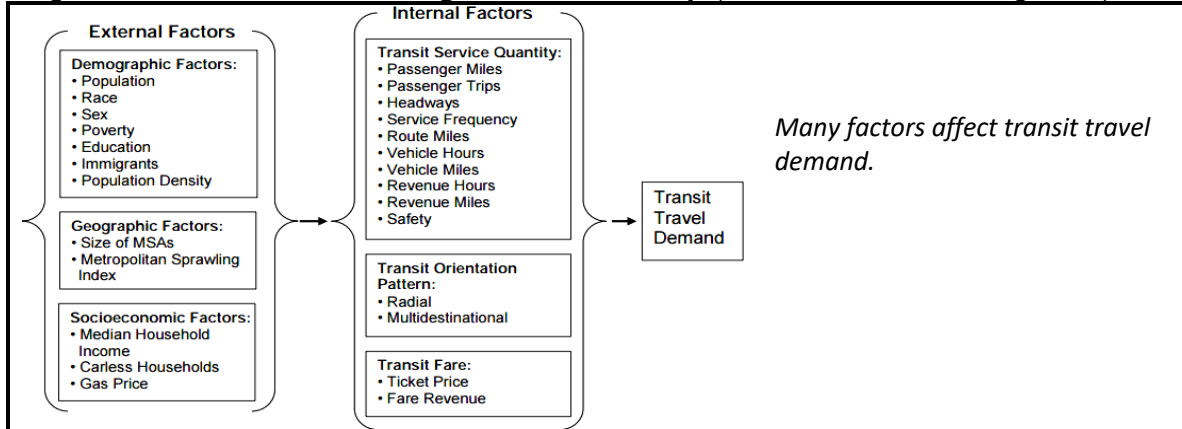 External Factors
Demographic Factors:
• Population
• Race
• Sex
• Poverty
• Education
• Immigrants
• Population Density
Geographic Factors:
• Size of MSAs
• Metropolitan Sprawling
Index
Socioeconomic Factors:
• Median Household
Income
• Carless Households
• Gas Price
Internal Factors
Transit Service Quantity:
• Passenger Miles
• Passenger Trips
• Headways
• Service Frequency
• Route Miles
• Vehicle Hours
• Vehicle Miles
• Revenue Hours
• Revenue Miles
• Safety
Transit Orientation
Pattern:
• Radial
• Multidestinational
Transit Fare:
• Ticket Price
• Fare Revenue
Transit
Travel
Demand
Many factors affect transit travel
demand.